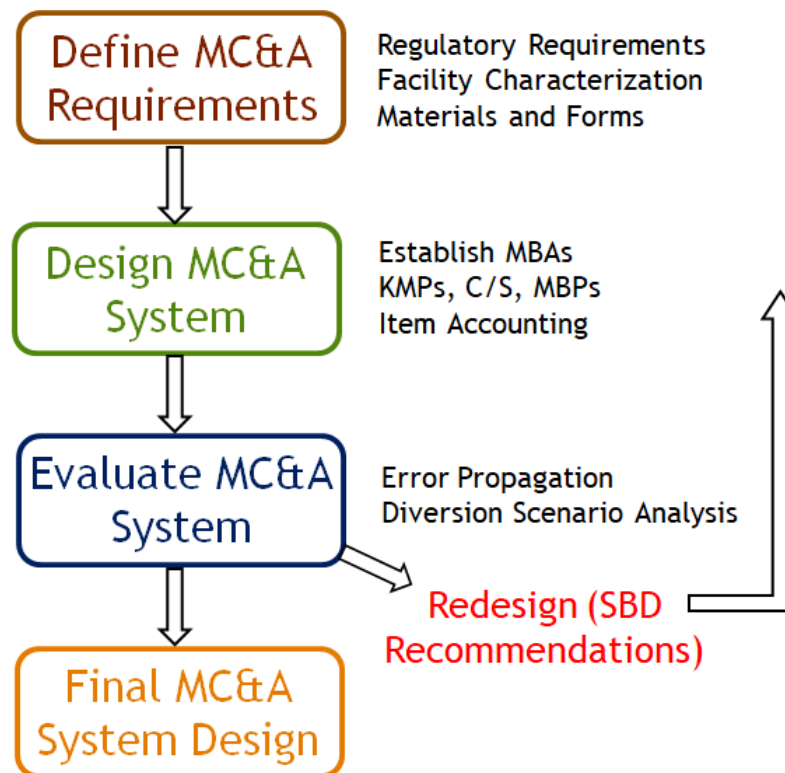 Define MC&A
Requirements
Regulatory Requirements
Facility Characterization
Materials and Forms
Design MC&A
System
Establish MBAs
KMPs, C/S, MBPs
Item Accounting
Evaluate MC&A
System
Error Propagation
Diversion Scenario Analysis
Redesign (SBD
Recommendations)
Final MC&A
System Design